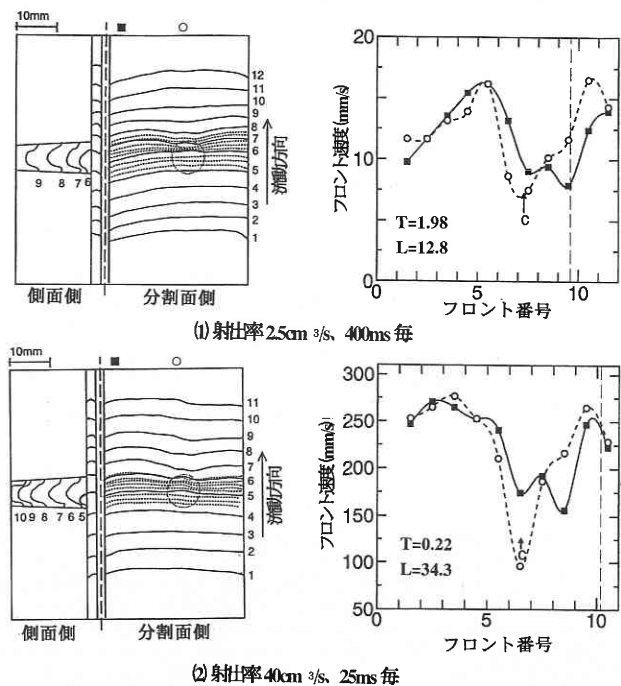 10mm
■ ○
12
11
10
9
8
7
6
5
4
3
2
1
流動方向
9 8 7 6
側面側 分割面側
20
15
10
5
0
0 5 10
フロント速度(mm/s)
フロント番号
T=1.98
L=12.8
C
(1) 射出率2.5cm³/s、400ms 毎
10mm
■ ○
11
10
9
8
7
6
5
4
3
2
1
流動方向
10 9 8 7 6 5
側面側 分割面側
300
250
200
150
100
50
0 5 10
フロント速度(mm/s)
フロント番号
T=0.22
L=34.3
C
(2) 射出率40cm³/s、25ms 毎